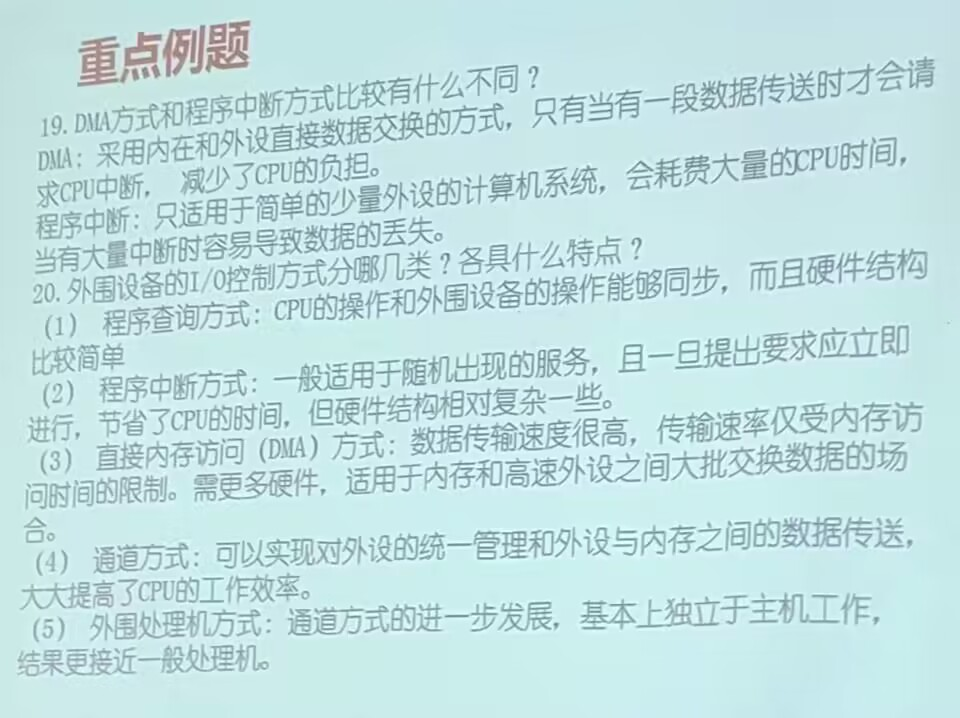 重点例题
19.DMA方式和程序中断方式比较有什么不同？
DMA：采用内在和外设直接数据交换的方式，只有当有一段数据传送时才会请
求CPU中断， 减少了CPU的负担。
程序中断：只适用于简单的少量外设的计算机系统，会耗费大量的CPU时间，
当有大量中断时容易导致数据的丢失。
20.外围设备的I/O控制方式分哪几类？各具什么特点？
(1) 程序查询方式：CPU的操作和外围设备的操作能够同步，而且硬件结构
比较简单
(2) 程序中断方式：一般适用于随机出现的服务，且一旦提出要求应立即
进行，节省了CPU的时间，但硬件结构相对复杂一些。
(3) 直接内存访问（DMA）方式：数据传输速度很高，传输速率仅受内存访
问时间的限制。需更多硬件，适用于内存和高速外设之间大批交换数据的场
合。
(4) 通道方式：可以实现对外设的统一管理和外设与内存之间的数据传送，
大大提高了CPU的工作效率。
(5) 外围处理机方式：通道方式的进一步发展，基本上独立于主机工作，
结果更接近一般处理机。